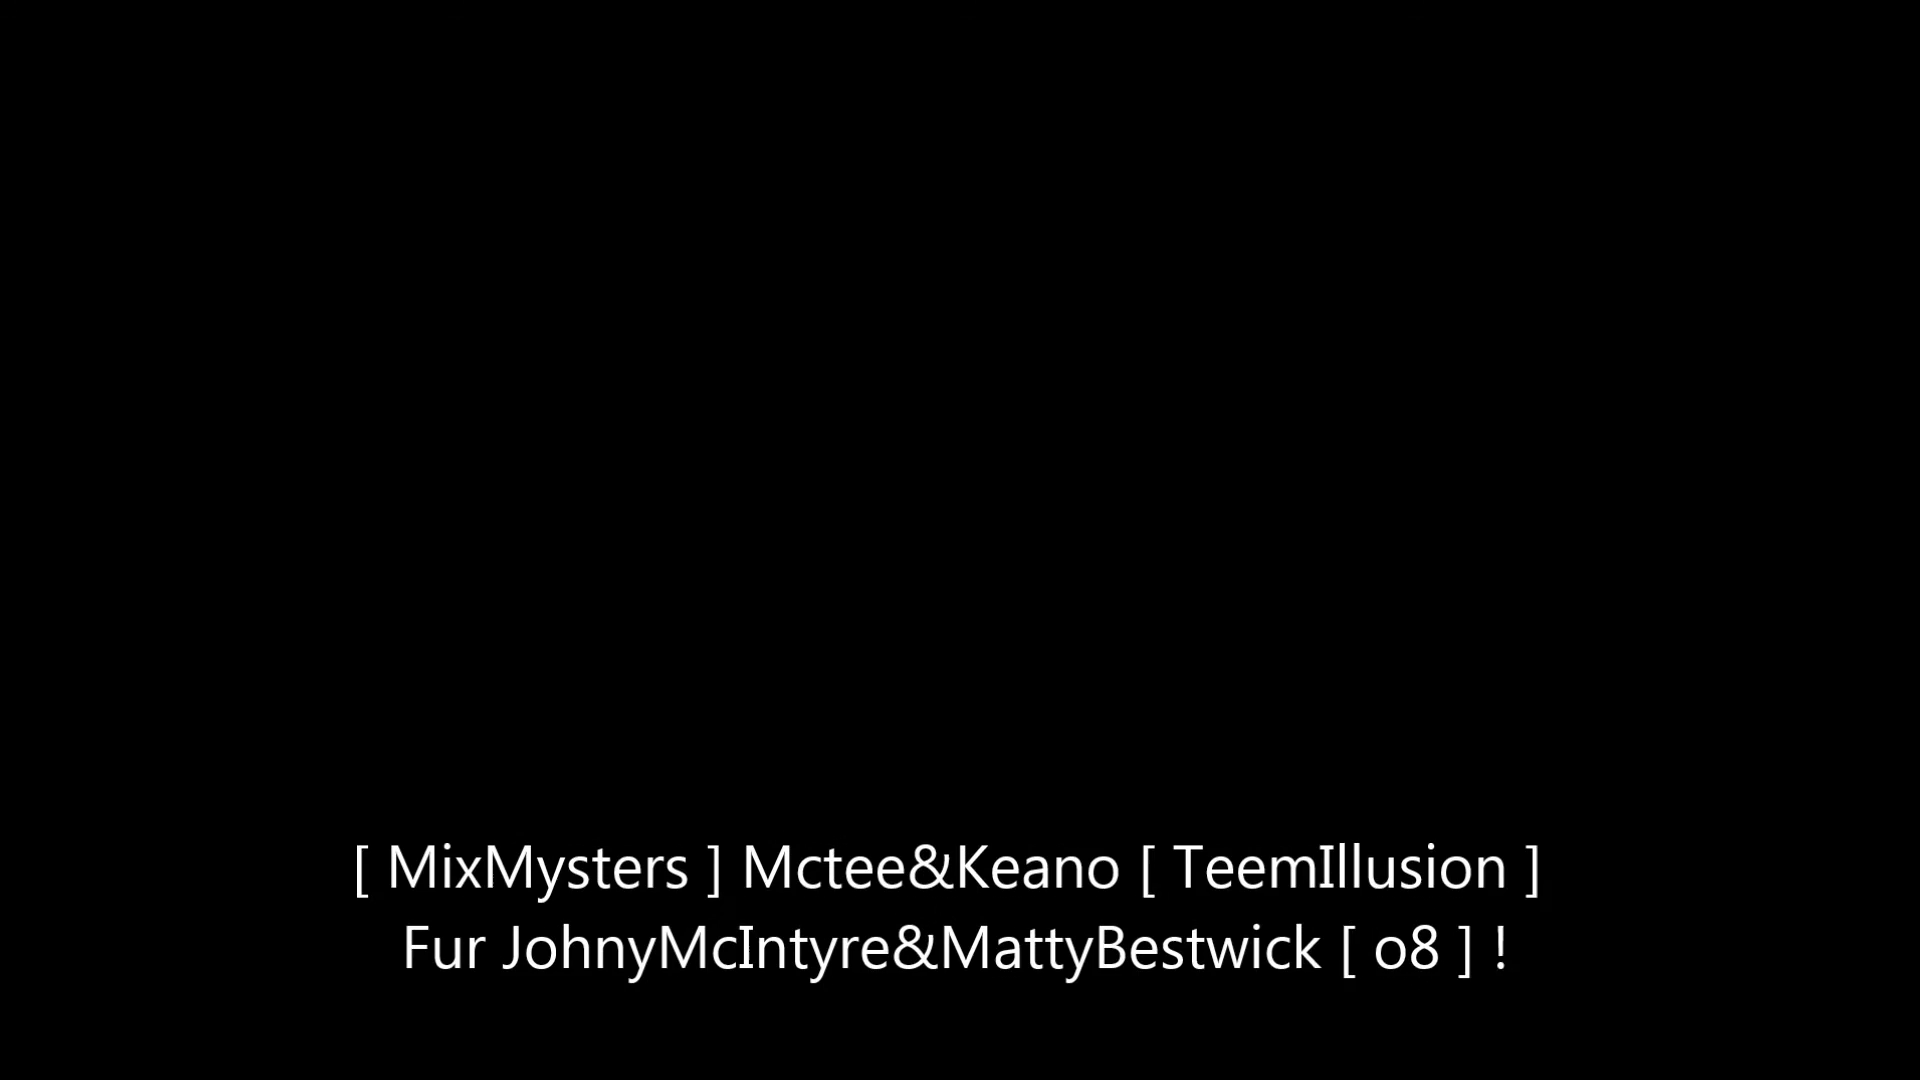 [ MixMysters ] Mctee&Keano [ TeemIllusion ]
Fur JohnyMcIntyre&MattyBestwick [ o8 ] !